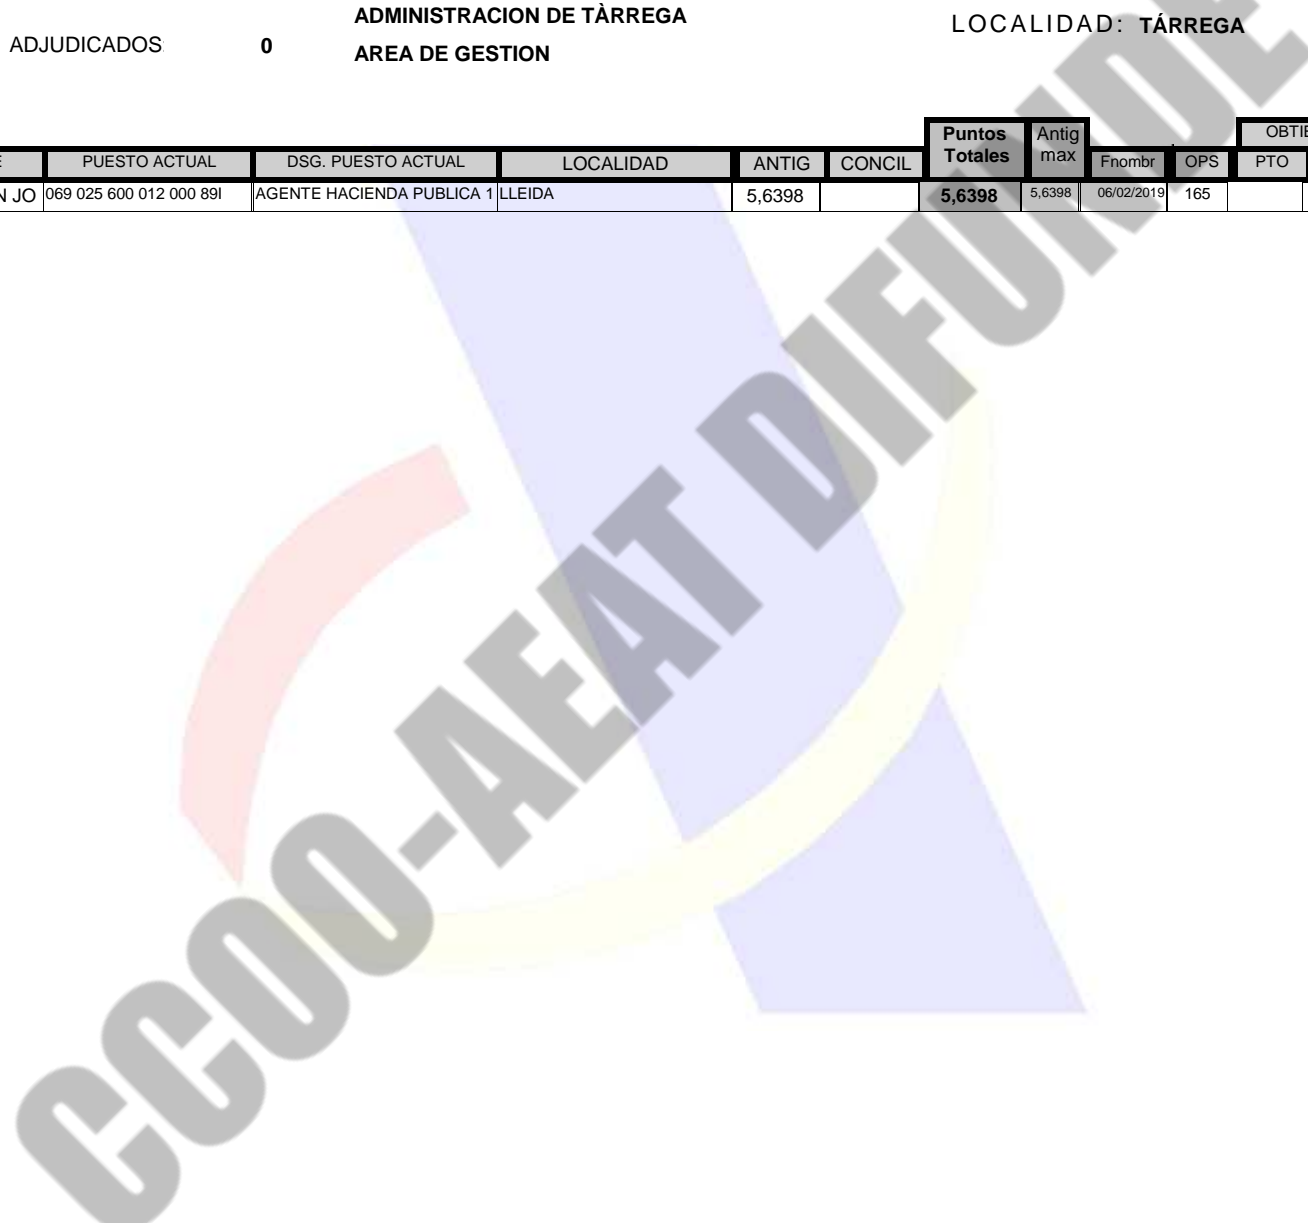 ADMINISTRACION DE TÀRREGA
LOCALIDAD: TÁRREGA
ADJUDICADOS: 0
AREA DE GESTION
Puntos Totales Antig max OBTIE
PUESTO ACTUAL DSG. PUESTO ACTUAL LOCALIDAD ANTIG CONCIL Fnombr OPS PTO
N JO 069 025 600 012 000 89I AGENTE HACIENDA PUBLICA 1 LLEIDA 5,6398 5,6398 5,6398 06/02/2019 165
CCOO-AEAT DIFUNDE